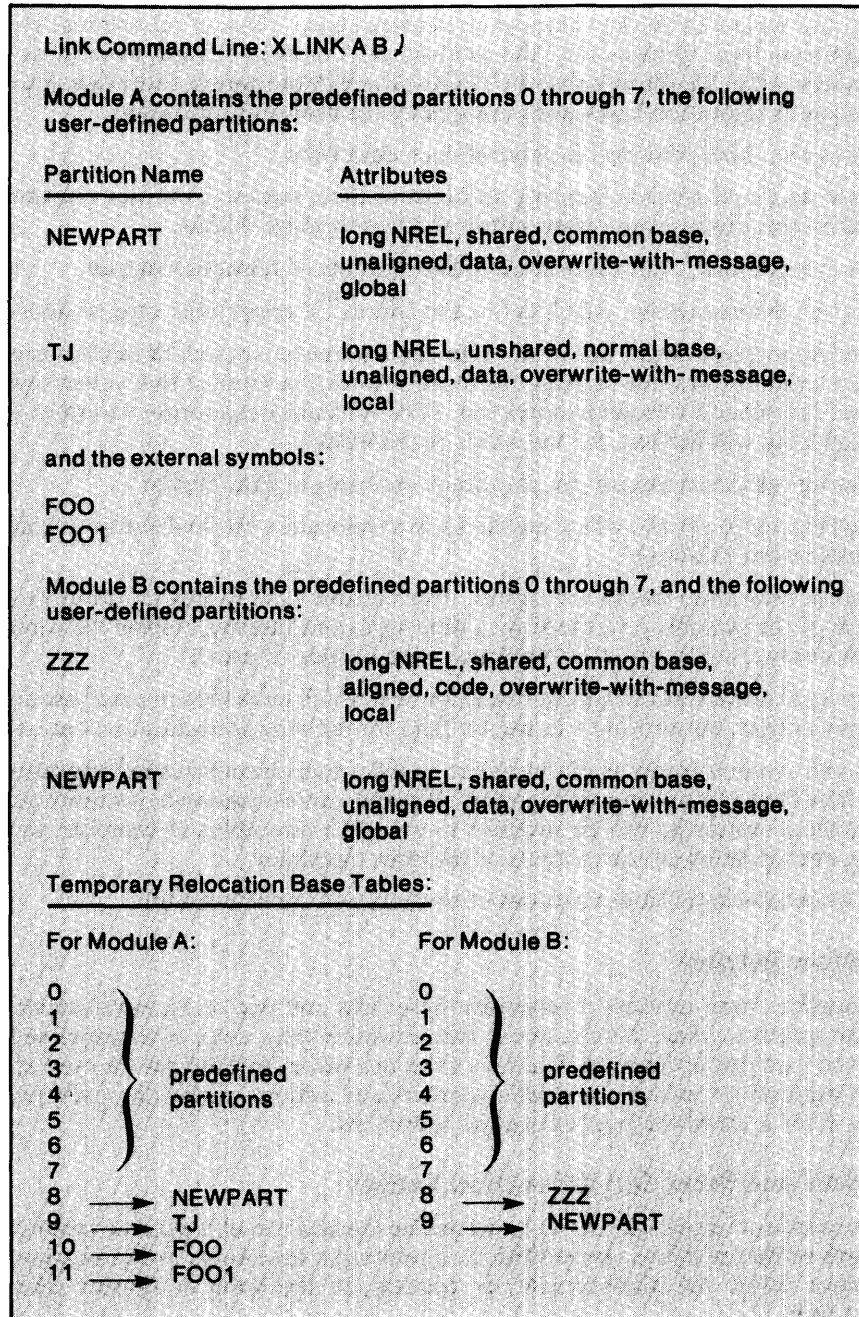 Link Command Line: X LINK A B )
Module A contains the predefined partitions 0 through 7, the following
user-defined partitions:
Partition Name Attributes
NEWPART long NREL, shared, common base,
unaligned, data, overwrite-with- message,
global
TJ long NREL, unshared, normal base,
unaligned, data, overwrite-with- message,
local
and the external symbols:
FOO
FOO1
Module B contains the predefined partitions 0 through 7, and the following
user-defined partitions:
ZZZ long NREL, shared, common base,
aligned, code, overwrite-with-message,
local
NEWPART long NREL, shared, common base,
unaligned, data, overwrite-with-message,
global
Temporary Relocation Base Tables:
For Module A: For Module B:
0 0
1 1
2 2
3 predefined 3 predefined
4 partitions 4 partitions
5 5
6 6
7 7
8 → NEWPART 8 → ZZZ
9 → TJ 9 → NEWPART
10 → FOO
11 → FOO1